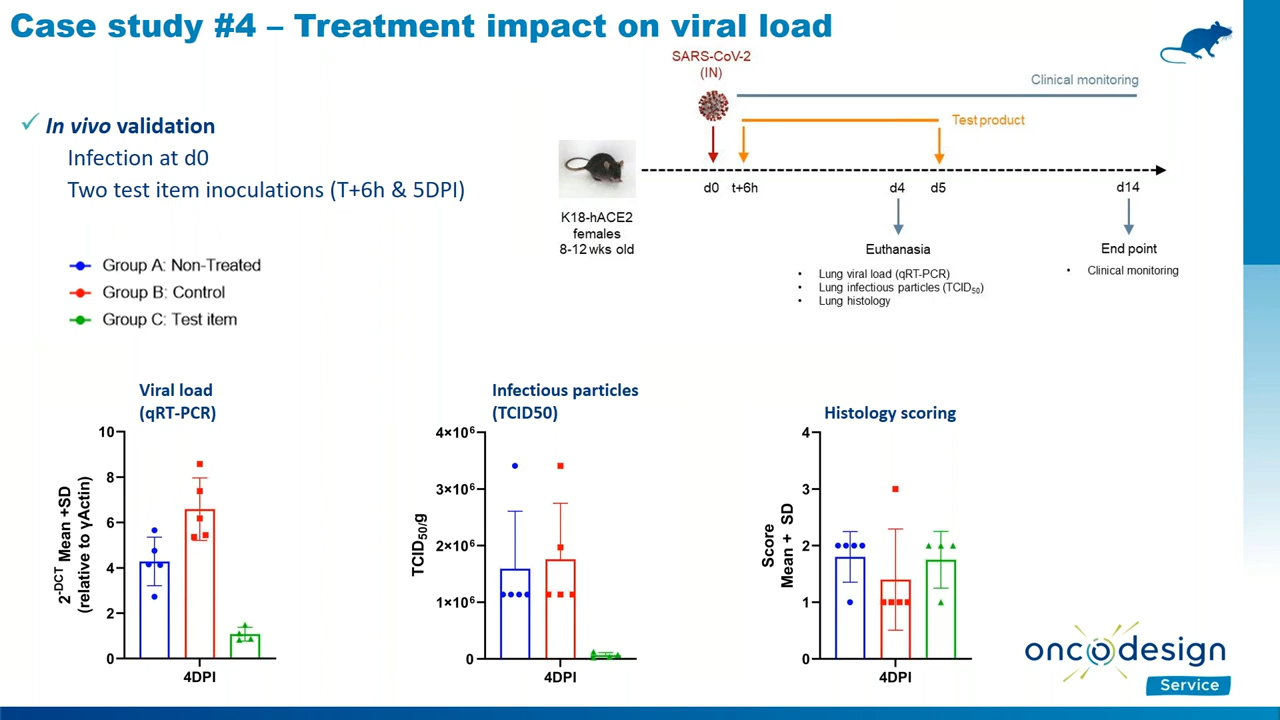 Case study #4 – Treatment impact on viral load
SARS-CoV-2
(IN)
Clinical monitoring
Test product
✓ In vivo validation
Infection at d0
Two test item inoculations (T+6h & 5DPI)
d0
t+6h
d4
d5
d14
K18-hACE2
females
8-12 wks old
Euthanasia
• Lung viral load (qRT-PCR)
• Lung infectious particles (TCID50)
• Lung histology
End point
• Clinical monitoring
Group A: Non-Treated
Group B: Control
Group C: Test item
Viral load
(qRT-PCR)
2-DCT Mean +SD
(relative to γActin)
10
8
6
4
2
0
4DPI
Infectious particles
(TCID50)
TCID50/g
4×10⁶
3×10⁶
2×10⁶
1×10⁶
0
4DPI
Histology scoring
Score
Mean + SD
4
3
2
1
0
4DPI
oncodesign
Service